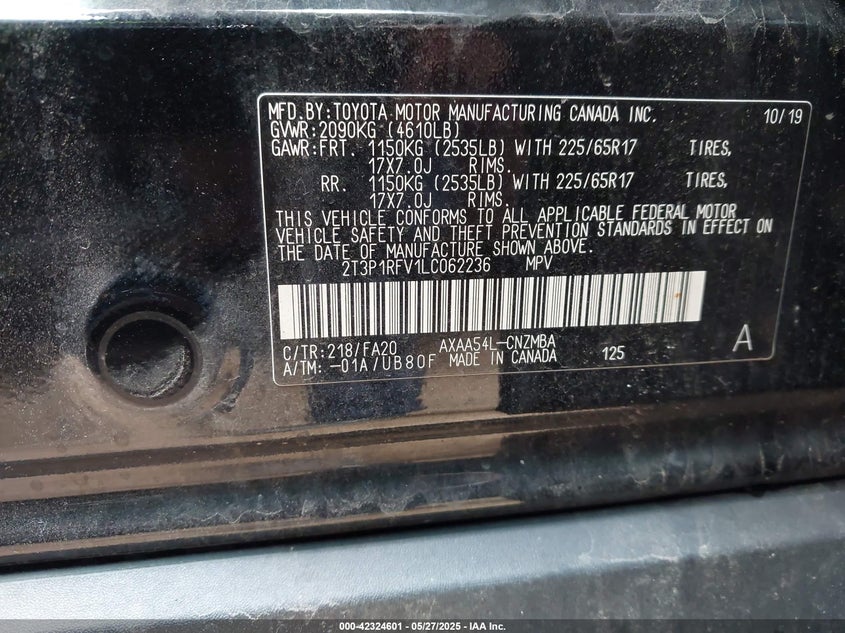 MFD.BY:TOYOTA MOTOR MANUFACTURING CANADA INC. 10/19
GVWR:2090KG (4610LB)
GAWR:FRT. 1150KG (2535LB) WITH 225/65R17 TIRES,
17X7.0J RIMS.
RR. 1150KG (2535LB) WITH 225/65R17 TIRES,
17X7.0J RIMS.
THIS VEHICLE CONFORMS TO ALL APPLICABLE FEDERAL MOTOR
VEHICLE SAFETY AND THEFT PREVENTION STANDARDS IN EFFECT ON
THE DATE OF MANUFACTURE SHOWN ABOVE.
2T3P1RFV1LC062236 MPV
C/TR:218/FA20 AXAA54L-CNZMBA
A/TM: -01A/UB80F MADE IN CANADA 125 A
000-42324601 — 05/27/2025 — IAA Inc.